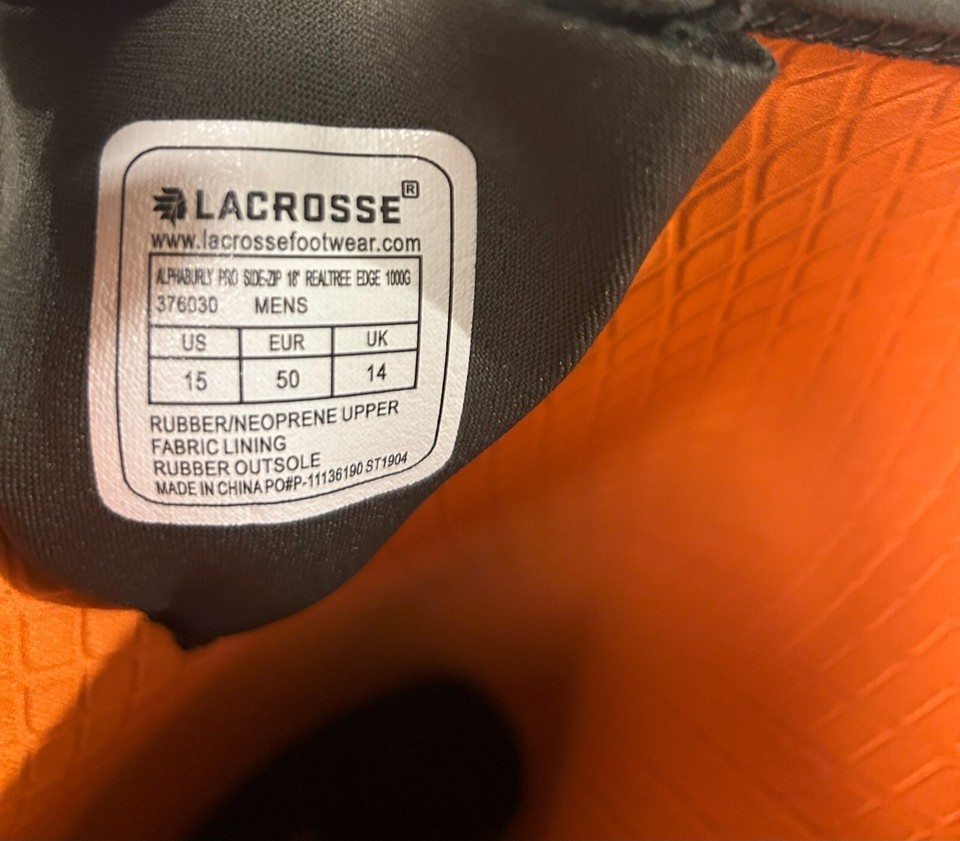 LACROSSE®
www.lacrossefootwear.com
ALPHABURLY PRO SIDE-ZIP 18" REALTREE EDGE 1000G
376030 MENS
US EUR UK
15 50 14
RUBBER/NEOPRENE UPPER
FABRIC LINING
RUBBER OUTSOLE
MADE IN CHINA PO#P-11136190 ST1904